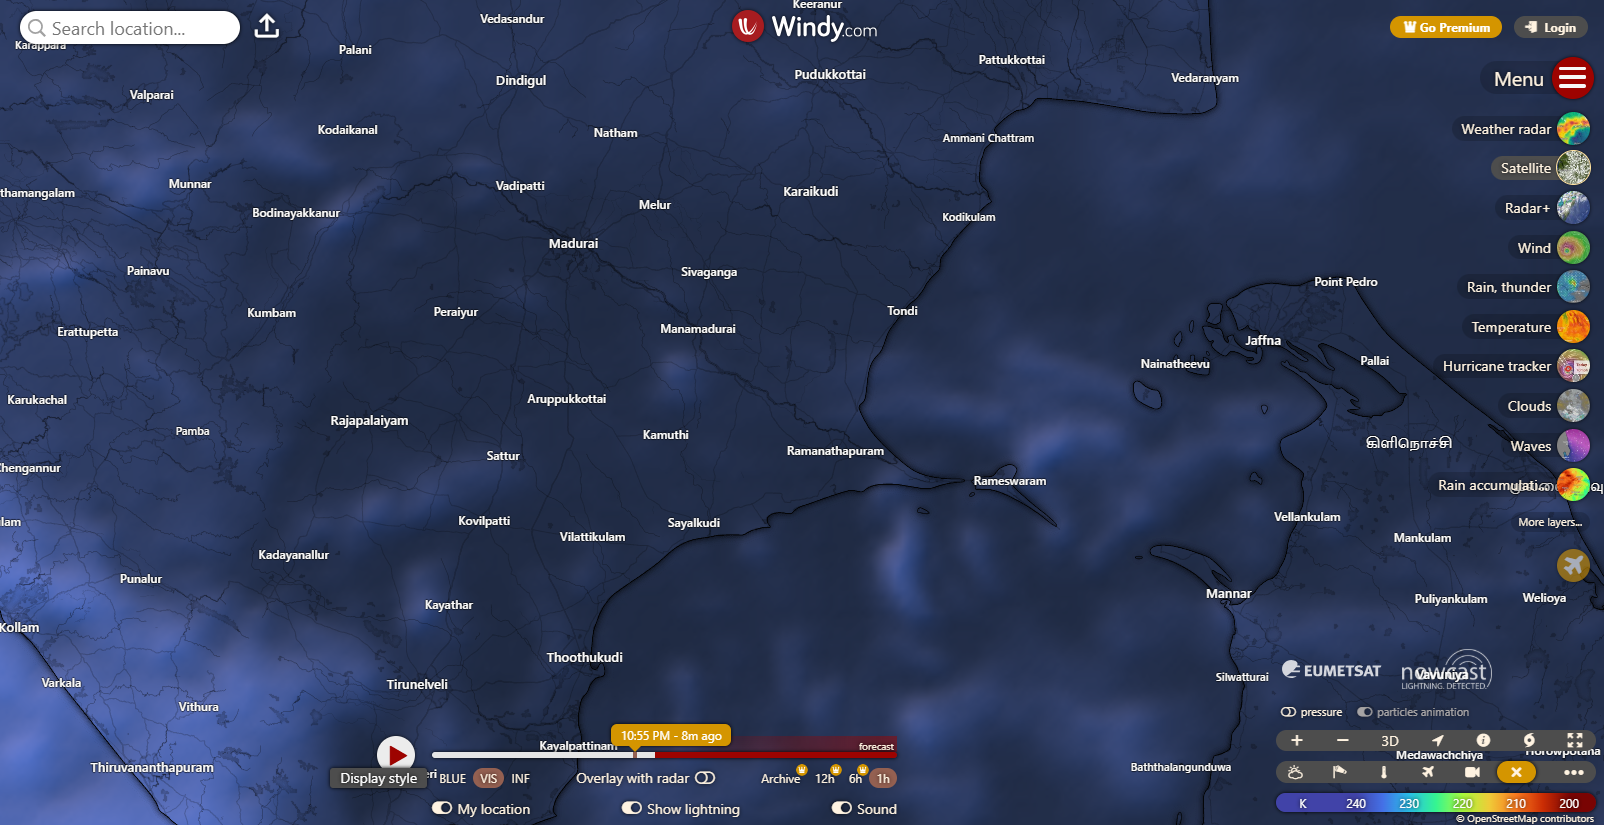 Keeranur
Search location...
Vedasandur
Windy.com
Go Premium
Login
Karappara
Palani
Pattukkottai
Dindigul
Pudukkottai
Vedaranyam
Menu
Valparai
Kodaikanal
Natham
Ammani Chattram
Weather radar
Munnar
Vadipatti
Karaikudi
Satellite
thamangalam
Bodinayakkanur
Melur
Kodikulam
Radar+
Madurai
Wind
Painavu
Sivaganga
Point Pedro
Rain, thunder
Kumbam
Peraiyur
Tondi
Erattupetta
Manamadurai
Jaffna
Temperature
Nainatheevu
Pallai
Hurricane tracker
Karukachal
Aruppukkottai
Clouds
Pamba
Rajapalaiyam
Kamuthi
கிளிநொச்சி
Waves
Chengannur
Sattur
Ramanathapuram
Rameswaram
Rain accumulati
lam
Kovilpatti
Sayalkudi
Vellankulam
More layers...
Kadayanallur
Vilattikulam
Mankulam
Punalur
Kayathar
Mannar
Puliyankulam
Welioya
Kollam
Thoothukudi
Varkala
Tirunelveli
Silwatturai
EUMETSAT
nowcast
Vavuniya
LIGHTNING. DETECTED.
Vithura
pressure
particles animation
10:55 PM - 8m ago
Kayalpattinam
forecast
3D
Medawachchiya
Horowpotana
Thiruvananthapuram
Baththalangunduwa
Display style
eri
BLUE
VIS
INF
Overlay with radar
Archive
12h
6h
1h
My location
Show lightning
Sound
K 240 230 220 210 200
© OpenStreetMap contributors